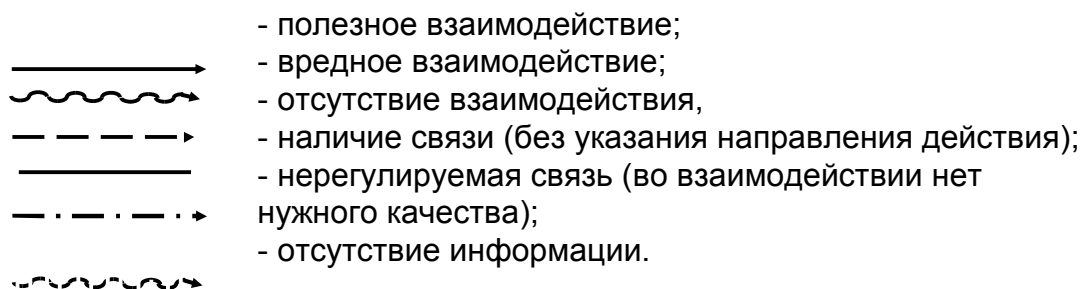 - полезное взаимодействие;
- вредное взаимодействие;
- отсутствие взаимодействия,
- наличие связи (без указания направления действия);
- нерегулируемая связь (во взаимодействии нет
нужного качества);
- отсутствие информации.